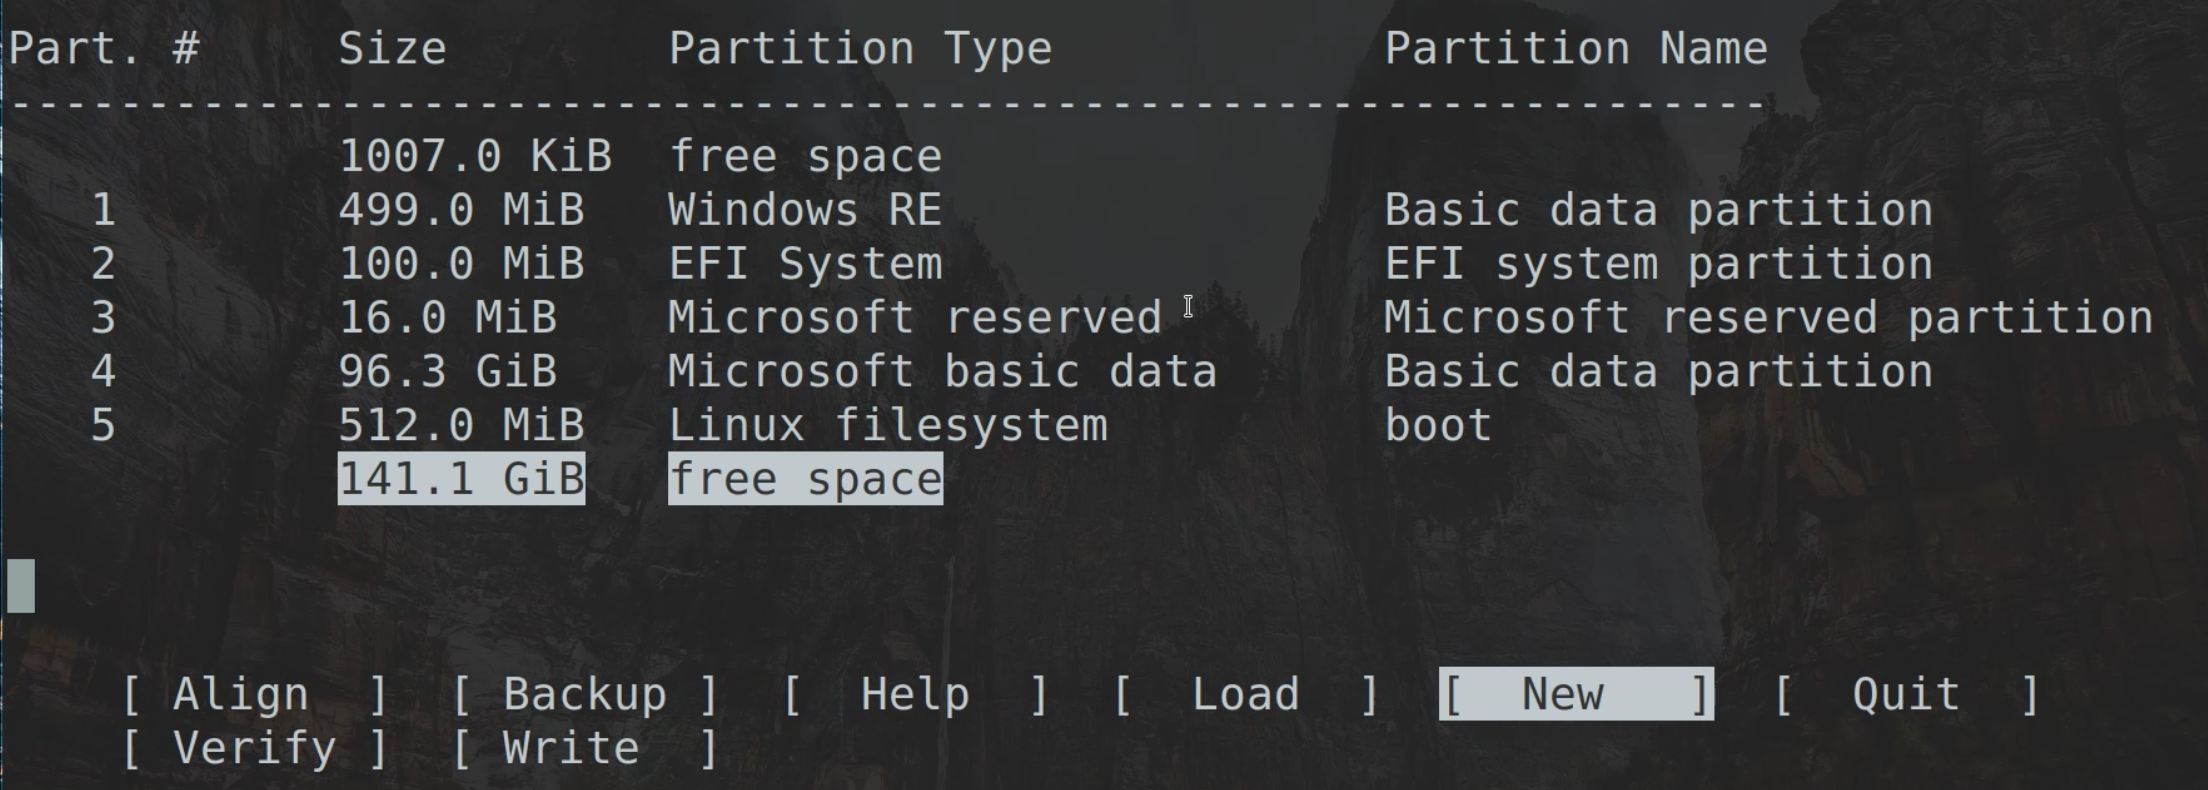 Part. #     Size        Partition Type            Partition Name
----------------------------------------------------------------
            1007.0 KiB  free space
   1        499.0 MiB   Windows RE                Basic data partition
   2        100.0 MiB   EFI System                EFI system partition
   3        16.0 MiB    Microsoft reserved        Microsoft reserved partition
   4        96.3 GiB    Microsoft basic data      Basic data partition
   5        512.0 MiB   Linux filesystem          boot
            141.1 GiB   free space
    [ Align  ]  [ Backup ]  [  Help  ]  [  Load  ]  [  New   ]  [  Quit  ]
    [ Verify ]  [ Write  ]